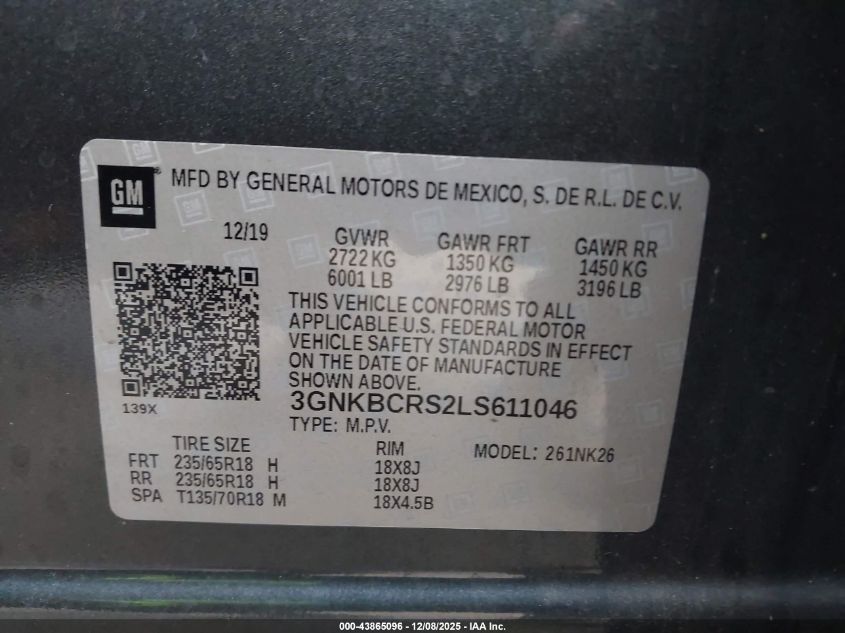 GM
MFD BY GENERAL MOTORS DE MEXICO, S. DE R.L. DE C.V.
12/19
GVWR
2722 KG
6001 LB
GAWR FRT
1350 KG
2976 LB
GAWR RR
1450 KG
3196 LB
THIS VEHICLE CONFORMS TO ALL
APPLICABLE U.S. FEDERAL MOTOR
VEHICLE SAFETY STANDARDS IN EFFECT
ON THE DATE OF MANUFACTURE
SHOWN ABOVE.
139X
3GNKBCRS2LS611046
TYPE: M.P.V.
TIRE SIZE RIM MODEL: 261NK26
FRT 235/65R18 H 18X8J
RR 235/65R18 H 18X8J
SPA T135/70R18 M 18X4.5B
000-43865096 - 12/08/2025 - IAA Inc.